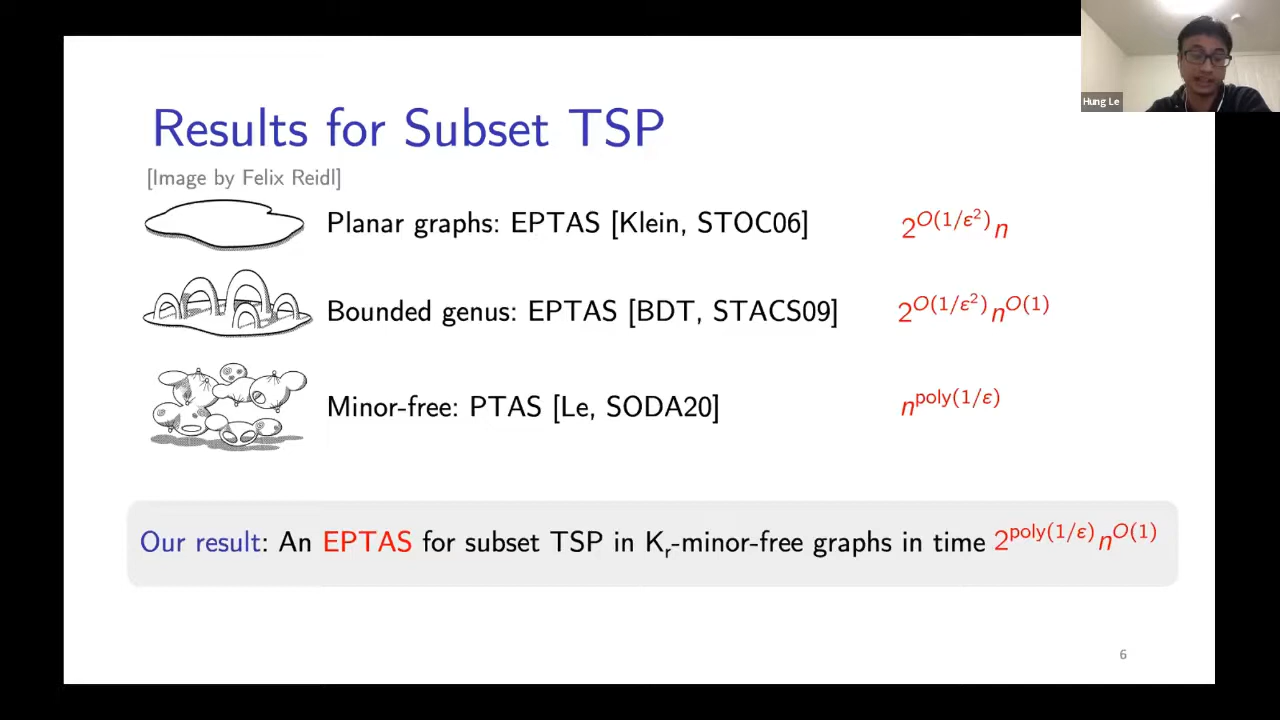 Hung Le
Results for Subset TSP
[Image by Felix Reidl]
Planar graphs: EPTAS [Klein, STOC06] 2^{O(1/ε^2)} n
Bounded genus: EPTAS [BDT, STACS09] 2^{O(1/ε^2)} n^{O(1)}
Minor-free: PTAS [Le, SODA20] n^{poly(1/ε)}
Our result: An EPTAS for subset TSP in K_r-minor-free graphs in time 2^{poly(1/ε)} n^{O(1)}
6